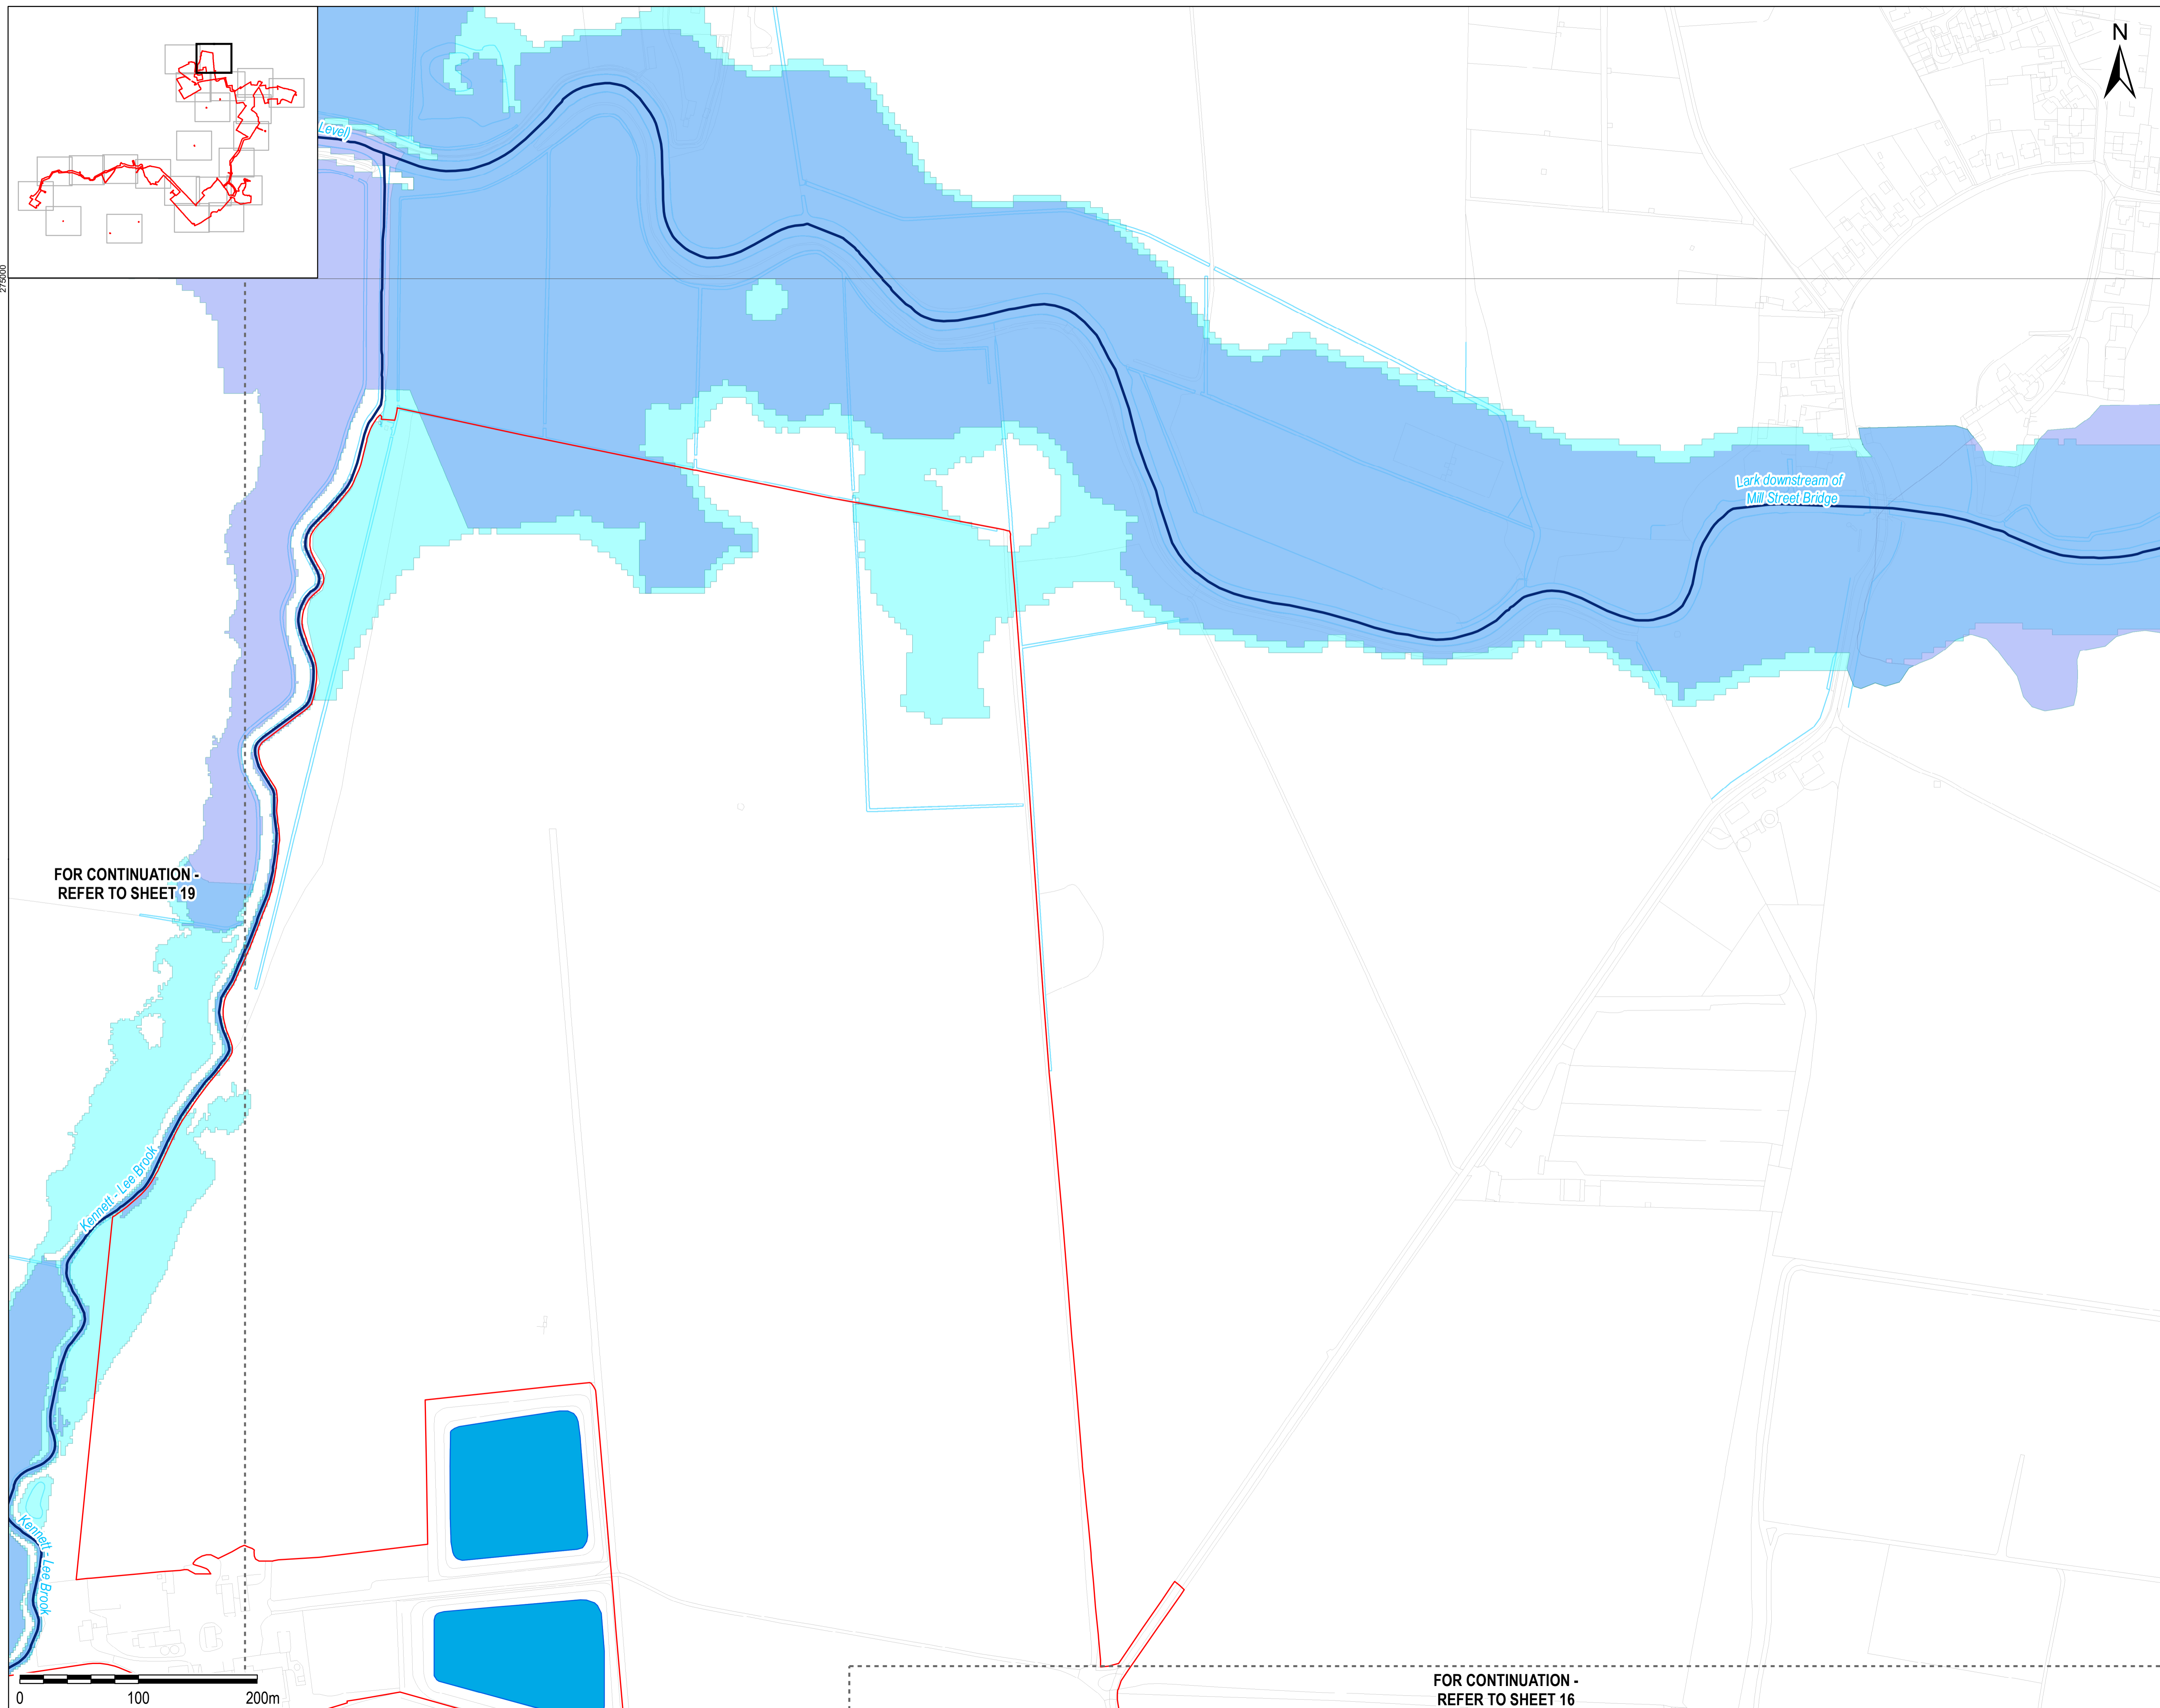 N
Level)
275000
Lark downstream of
Mill Street Bridge
FOR CONTINUATION -
REFER TO SHEET 19
Kennett - Lee Brook
Kennett - Lee Brook
0 100 200m
FOR CONTINUATION -
REFER TO SHEET 16